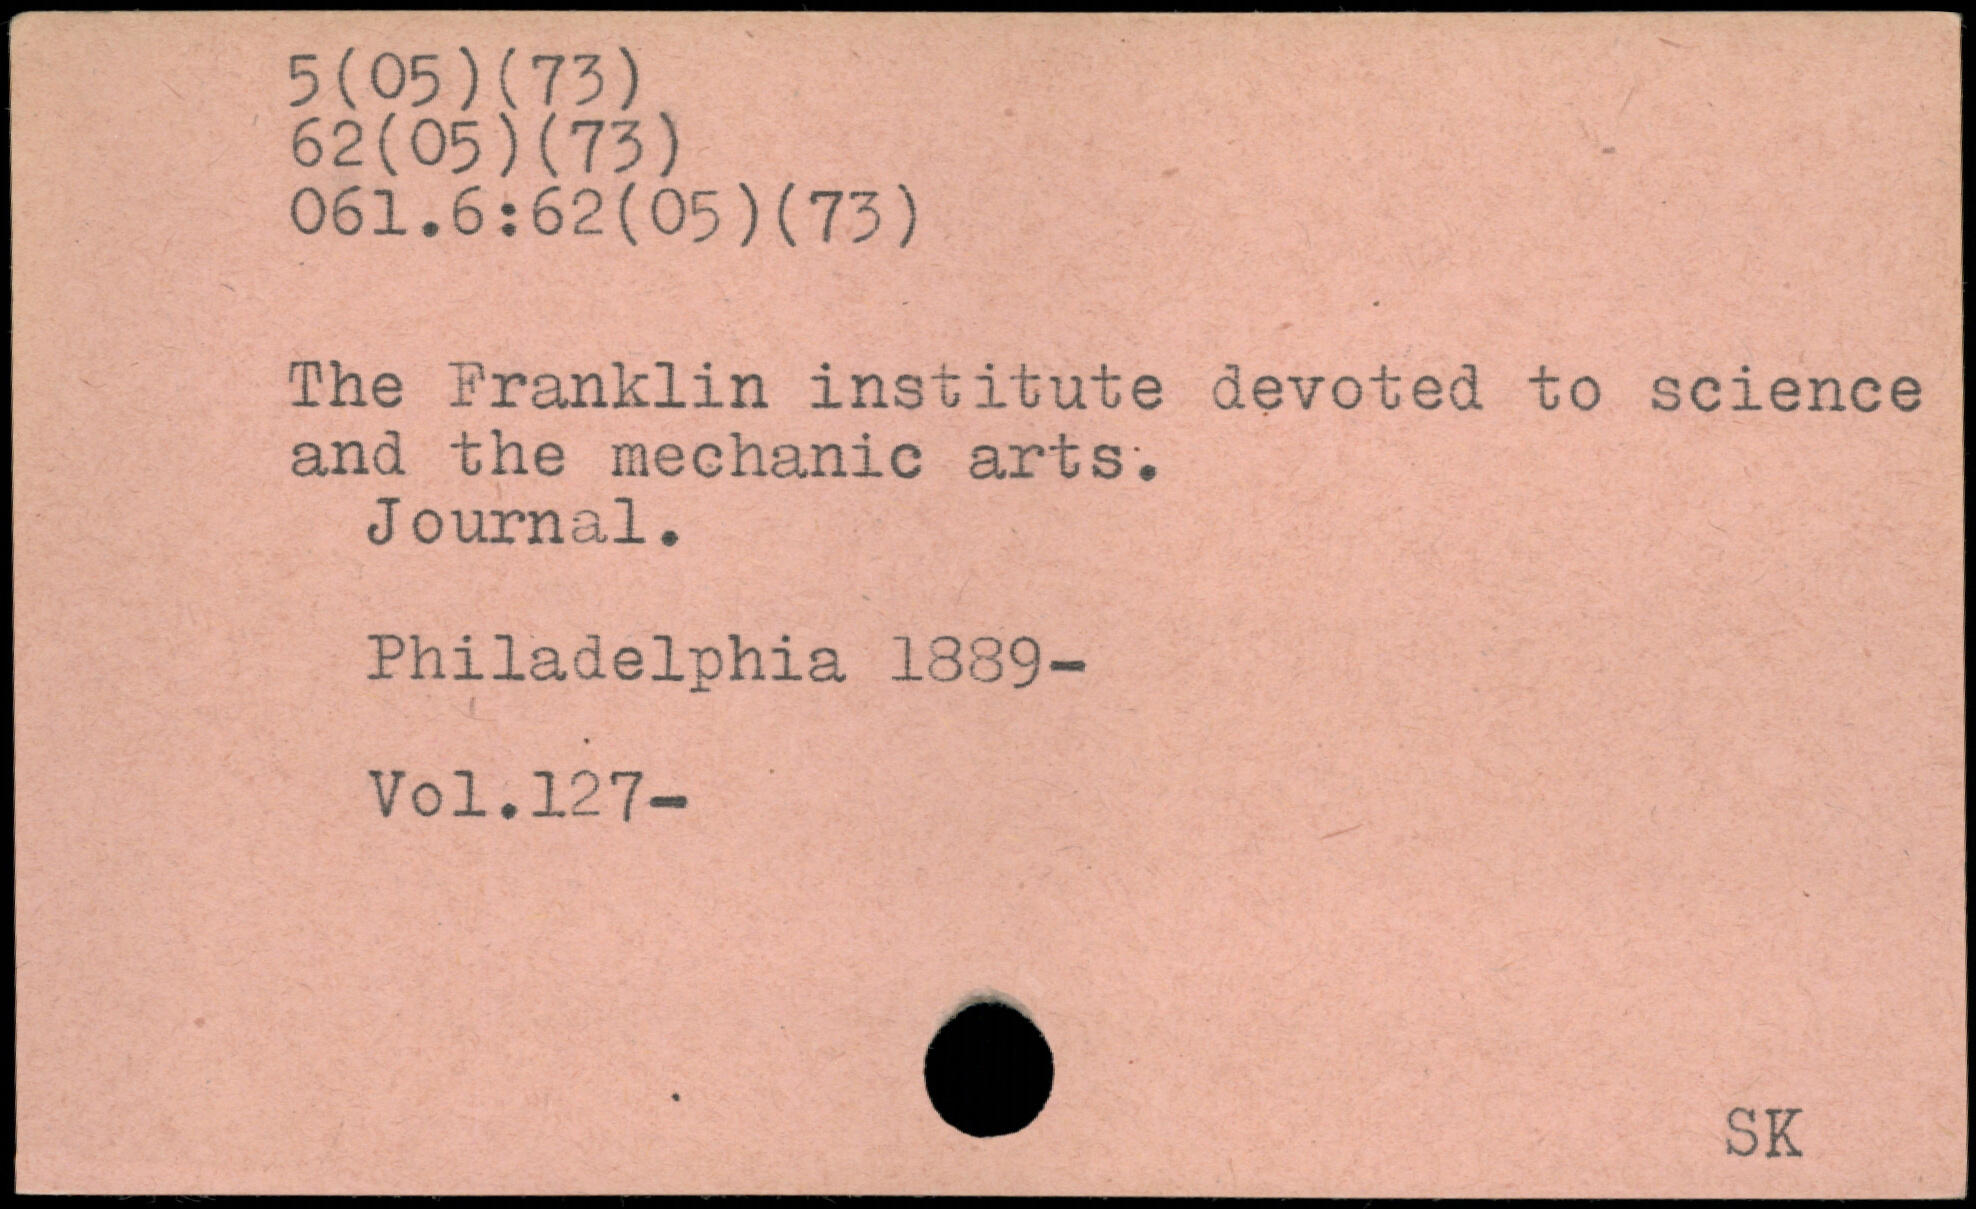 5(05)(73)
62(05)(73)
061.6:62(05)(73)
The Franklin institute devoted to science
and the mechanic arts.
Journal.
Philadelphia 1889-
Vol.127-
SK